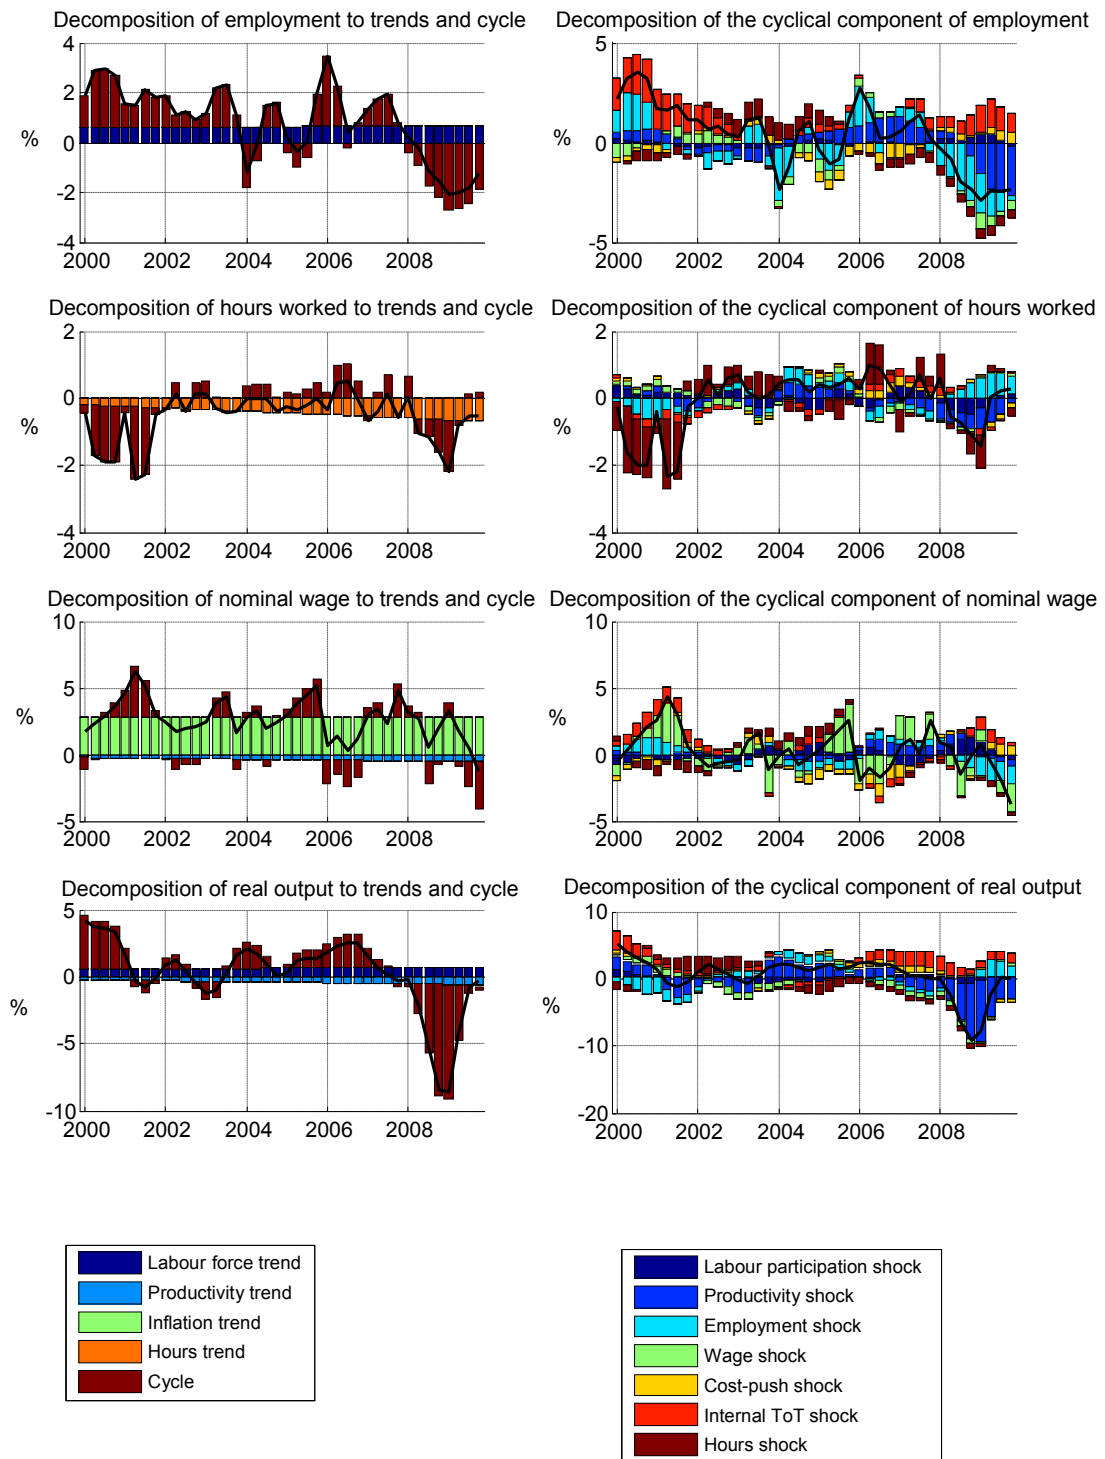 Decomposition of employment to trends and cycle
4
2
%
0
-2
-4
2000 2002 2004 2006 2008
Decomposition of the cyclical component of employment
5
%
0
-5
2000 2002 2004 2006 2008
Decomposition of hours worked to trends and cycle
2
0
%
-2
-4
2000 2002 2004 2006 2008
Decomposition of the cyclical component of hours worked
2
0
%
-2
-4
2000 2002 2004 2006 2008
Decomposition of nominal wage to trends and cycle
10
5
%
0
-5
2000 2002 2004 2006 2008
Decomposition of the cyclical component of nominal wage
10
5
%
0
-5
2000 2002 2004 2006 2008
Decomposition of real output to trends and cycle
5
0
%
-5
-10
2000 2002 2004 2006 2008
Decomposition of the cyclical component of real output
10
0
%
-10
-20
2000 2002 2004 2006 2008
Labour force trend
Productivity trend
Inflation trend
Hours trend
Cycle
Labour participation shock
Productivity shock
Employment shock
Wage shock
Cost-push shock
Internal ToT shock
Hours shock